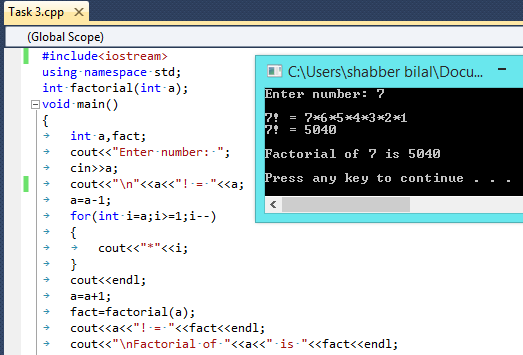 Task 3.cpp ×
(Global Scope)
#include<iostream>
using namespace std;
int factorial(int a);
void main()
{
int a,fact;
cout<<"Enter number: ";
cin>>a;
cout<<"\n"<<a<<"! = "<<a;
a=a-1;
for(int i=a;i>=1;i--)
{
cout<<"*"<<i;
}
cout<<endl;
a=a+1;
fact=factorial(a);
cout<<a<<"! = "<<fact<<endl;
cout<<"\nFactorial of "<<a<<" is "<<fact<<endl;
C:\Users\shabber bilal\Docu...
Enter number: 7
7! = 7*6*5*4*3*2*1
7! = 5040
Factorial of 7 is 5040
Press any key to continue . . .